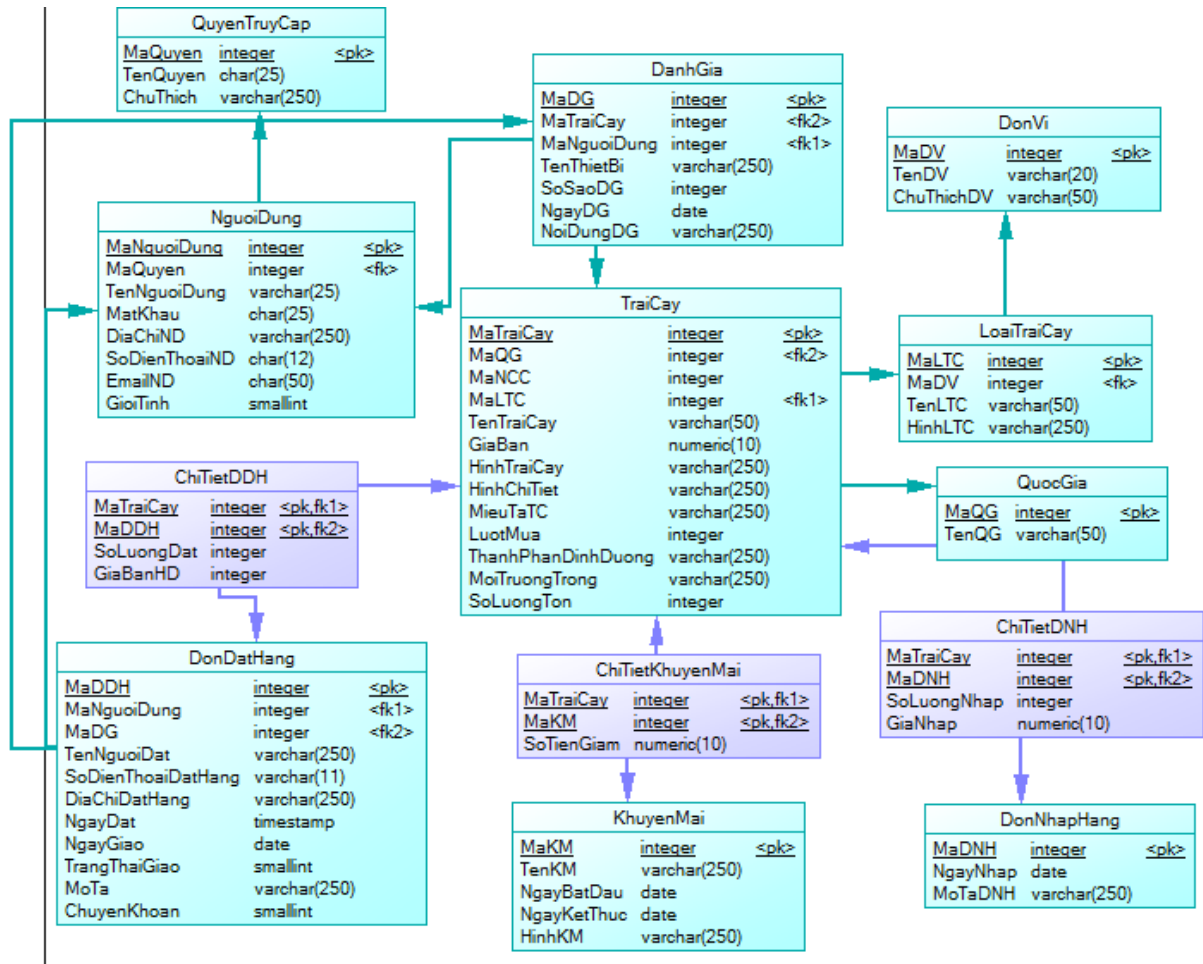 QuyenTruyCap
MaQuyen integer <pk>
TenQuyen char(25)
ChuThich varchar(250)
DanhGia
MaDG integer <pk>
MaTraiCay integer <fk2>
MaNguoiDung integer <fk1>
TenThietBi varchar(250)
SoSaoDG integer
NgayDG date
NoiDungDG varchar(250)
DonVi
MaDV integer <pk>
TenDV varchar(20)
ChuThichDV varchar(50)
NguoiDung
MaNguoiDung integer <pk>
MaQuyen integer <fk>
TenNguoiDung varchar(25)
MatKhau char(25)
DiaChiND varchar(250)
SoDienThoaiND char(12)
EmailND char(50)
GioiTinh smallint
TraiCay
MaTraiCay integer <pk>
MaQG integer <fk2>
MaNCC integer
MaLTC integer <fk1>
TenTraiCay varchar(50)
GiaBan numeric(10)
HinhTraiCay varchar(250)
HinhChiTiet varchar(250)
MieuTaTC varchar(250)
LuotMua integer
ThanhPhanDinhDuong varchar(250)
MoiTruongTrong varchar(250)
SoLuongTon integer
LoaiTraiCay
MaLTC integer <pk>
MaDV integer <fk>
TenLTC varchar(50)
HinhLTC varchar(250)
ChiTietDDH
MaTraiCay integer <pk,fk1>
MaDDH integer <pk,fk2>
SoLuongDat integer
GiaBanHD integer
QuocGia
MaQG integer <pk>
TenQG varchar(50)
DonDatHang
MaDDH integer <pk>
MaNguoiDung integer <fk1>
MaDG integer <fk2>
TenNguoiDat varchar(250)
SoDienThoaiDatHang varchar(11)
DiaChiDatHang varchar(250)
NgayDat timestamp
NgayGiao date
TrangThaiGiao smallint
MoTa varchar(250)
ChuyenKhoan smallint
ChiTietKhuyenMai
MaTraiCay integer <pk,fk1>
MaKM integer <pk,fk2>
SoTienGiam numeric(10)
ChiTietDNH
MaTraiCay integer <pk,fk1>
MaDNH integer <pk,fk2>
SoLuongNhap integer
GiaNhap numeric(10)
KhuyenMai
MaKM integer <pk>
TenKM varchar(250)
NgayBatDau date
NgayKetThuc date
HinhKM varchar(250)
DonNhapHang
MaDNH integer <pk>
NgayNhap date
MoTaDNH varchar(250)